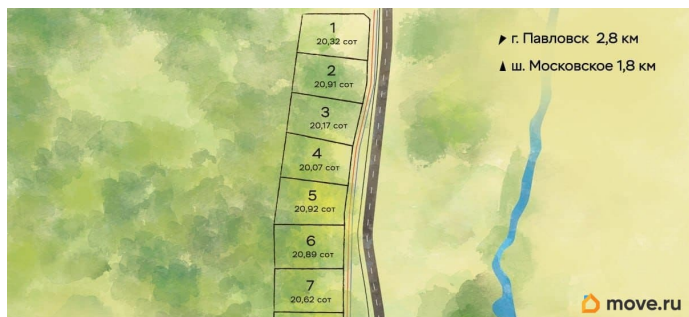 1
20,32 сот
2
20,91 сот
3
20,17 сот
4
20,07 сот
5
20,92 сот
6
20,89 сот
7
20,62 сот
г. Павловск 2,8 км
ш. Московское 1,8 км
move.ru